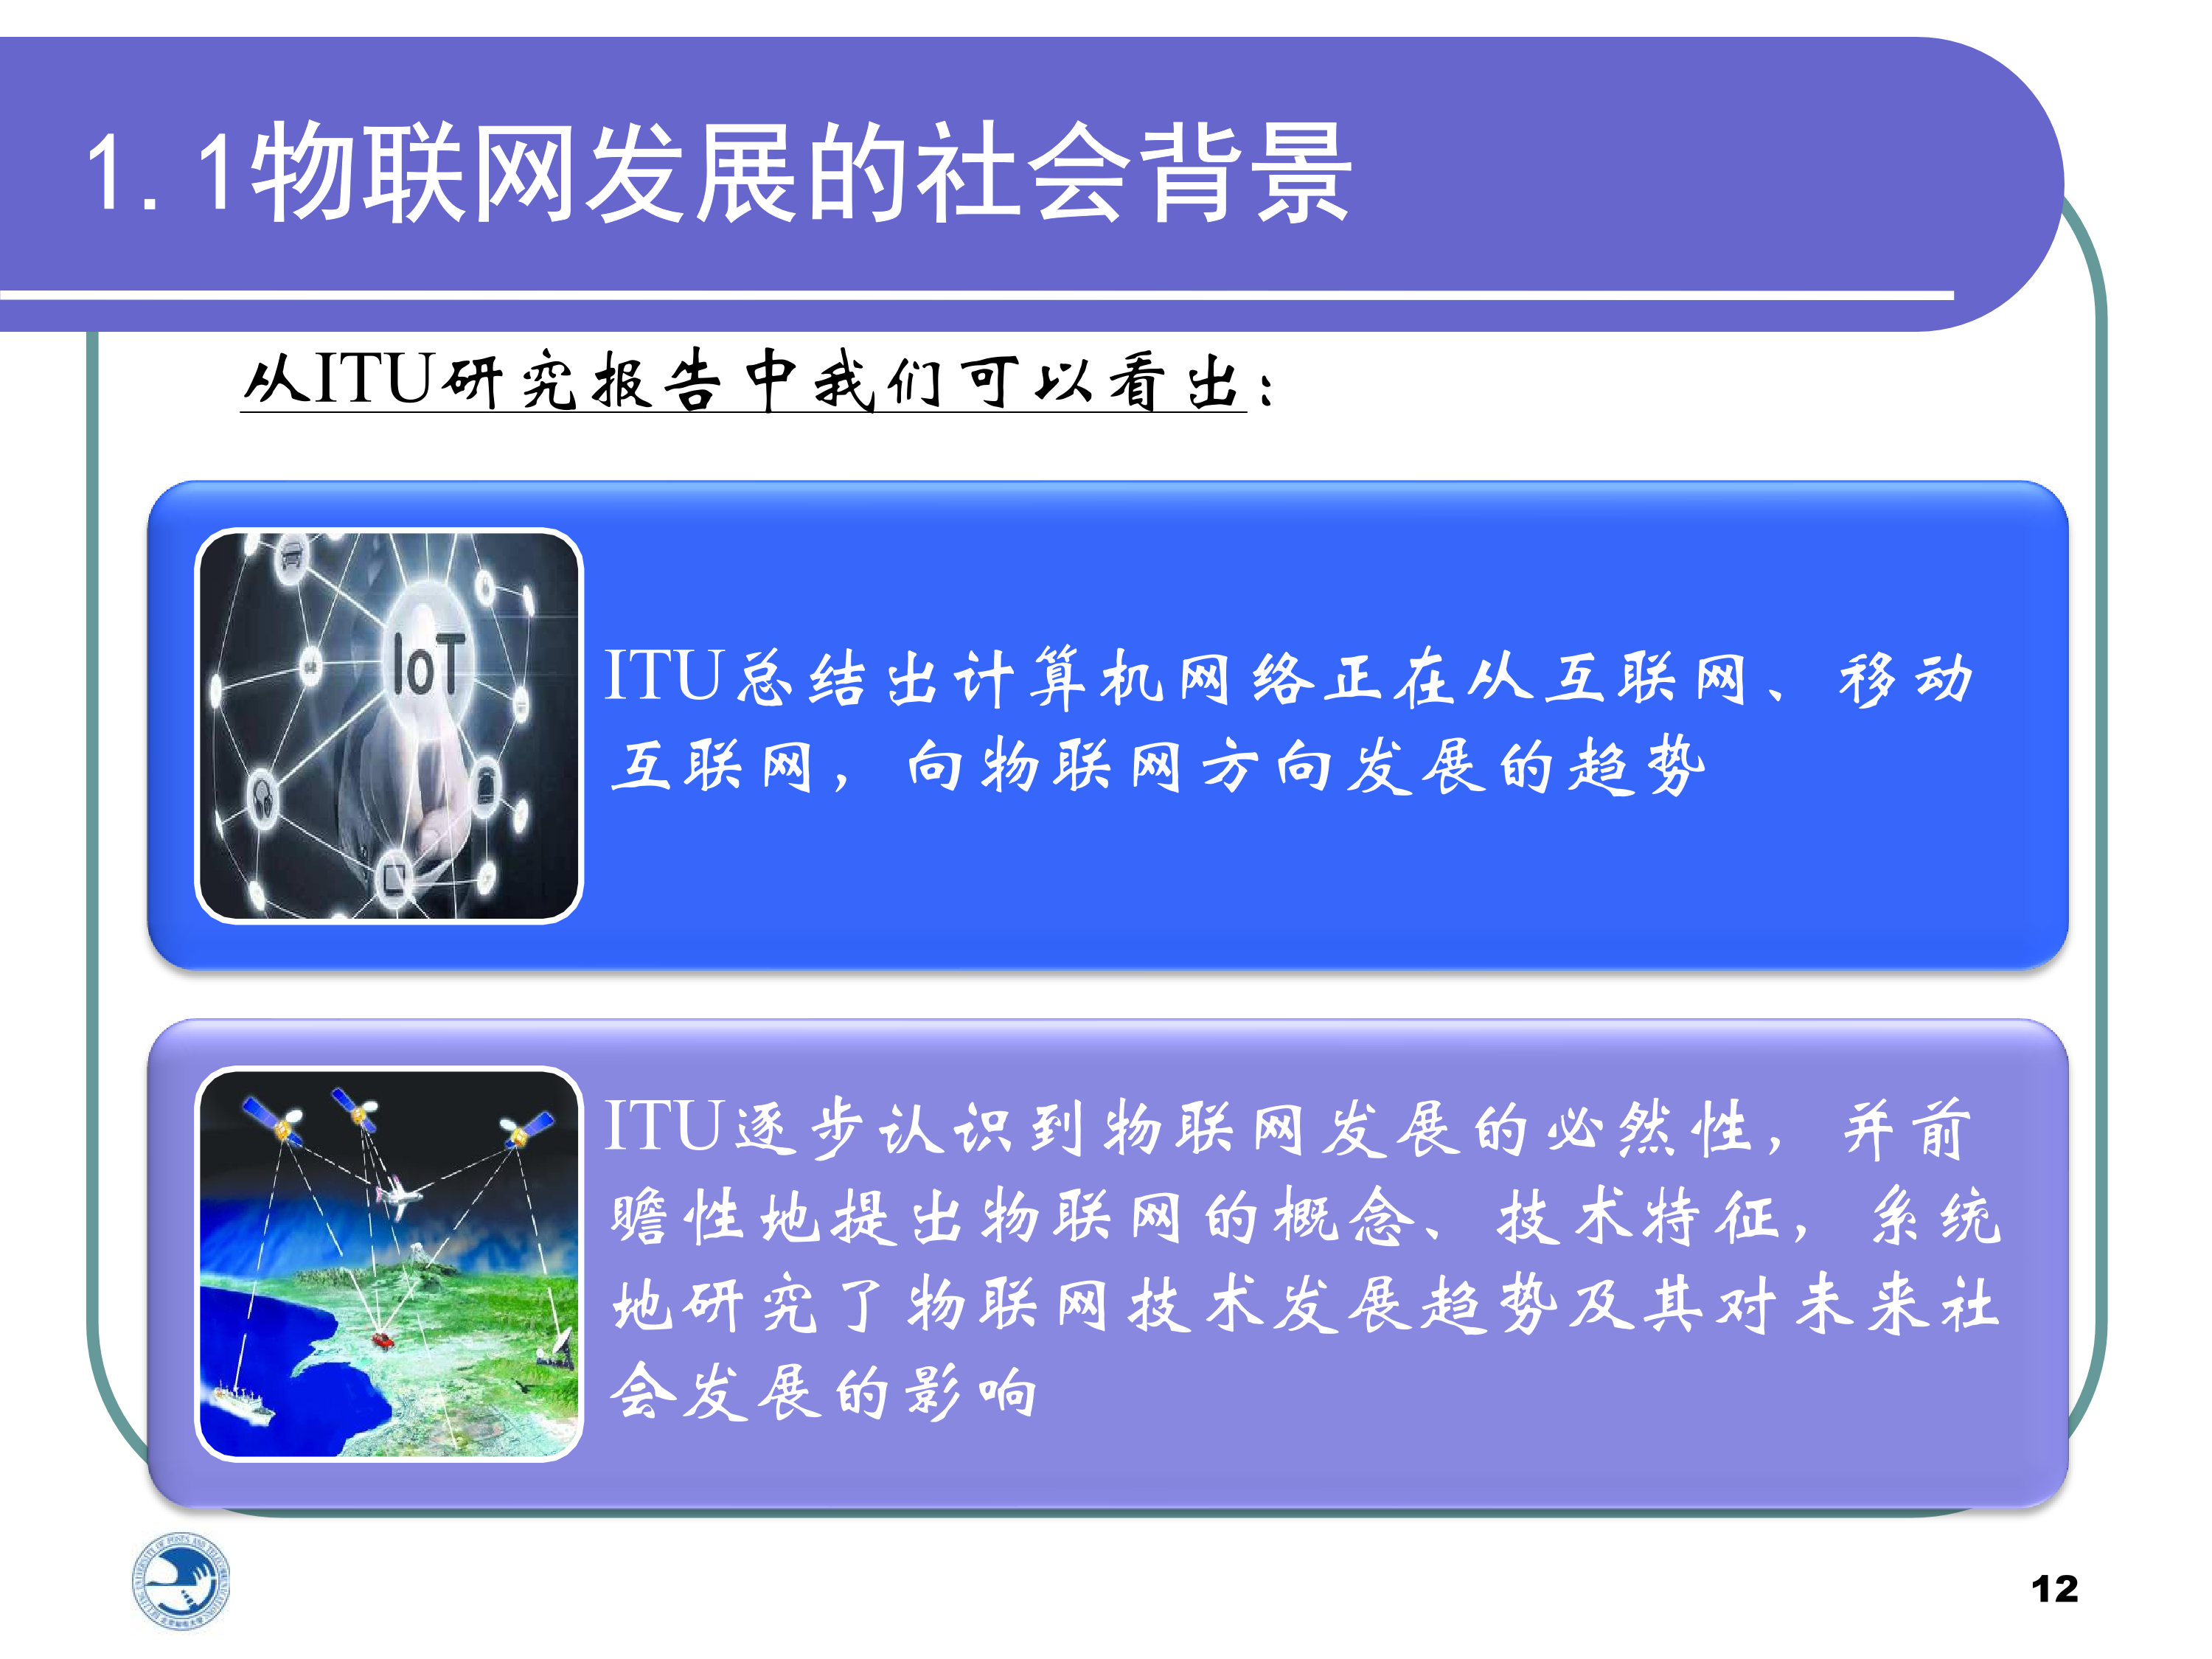 1.1物联网发展的社会背景
从ITU研究报告中我们可以看出：
IoT
ITU总结出计算机网络正在从互联网、移动
互联网，向物联网方向发展的趋势
ITU逐步认识到物联网发展的必然性，并前
瞻性地提出物联网的概念、技术特征，系统
地研究了物联网技术发展趋势及其对未来社
会发展的影响
12